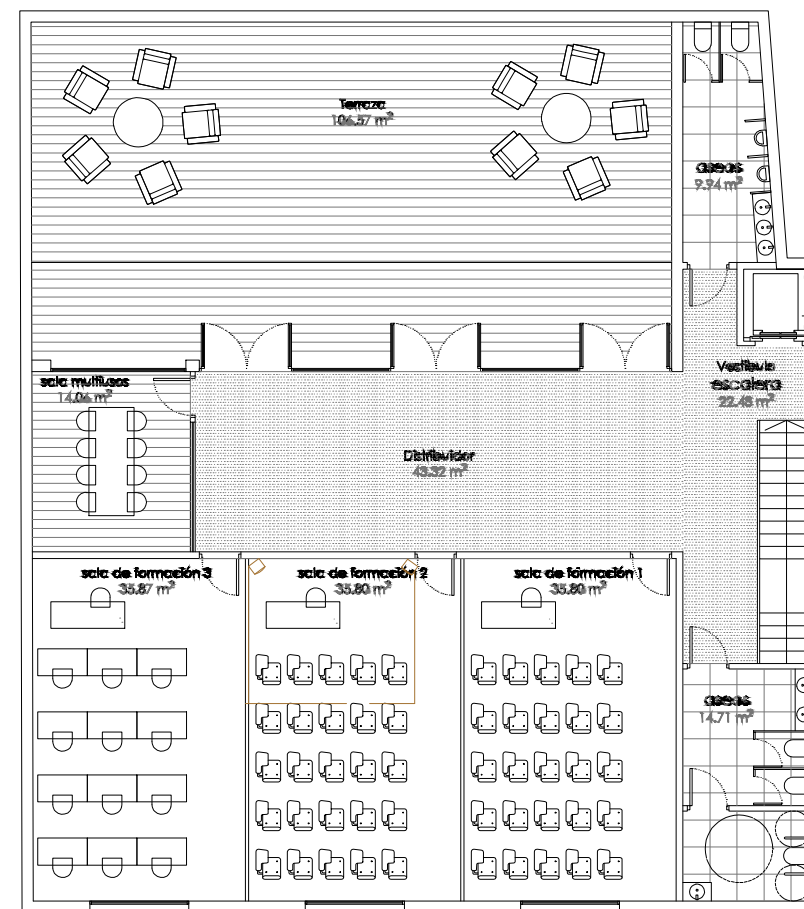 Terraza
106.57 m²
aseos
9.94 m²
Vestíbulo
escalera
22.48 m²
sala multiusos
14.06 m²
Distribuidor
43.32 m²
sala de formación 3
35.87 m²
sala de formación 2
35.80 m²
sala de formación 1
35.80 m²
aseos
14.71 m²